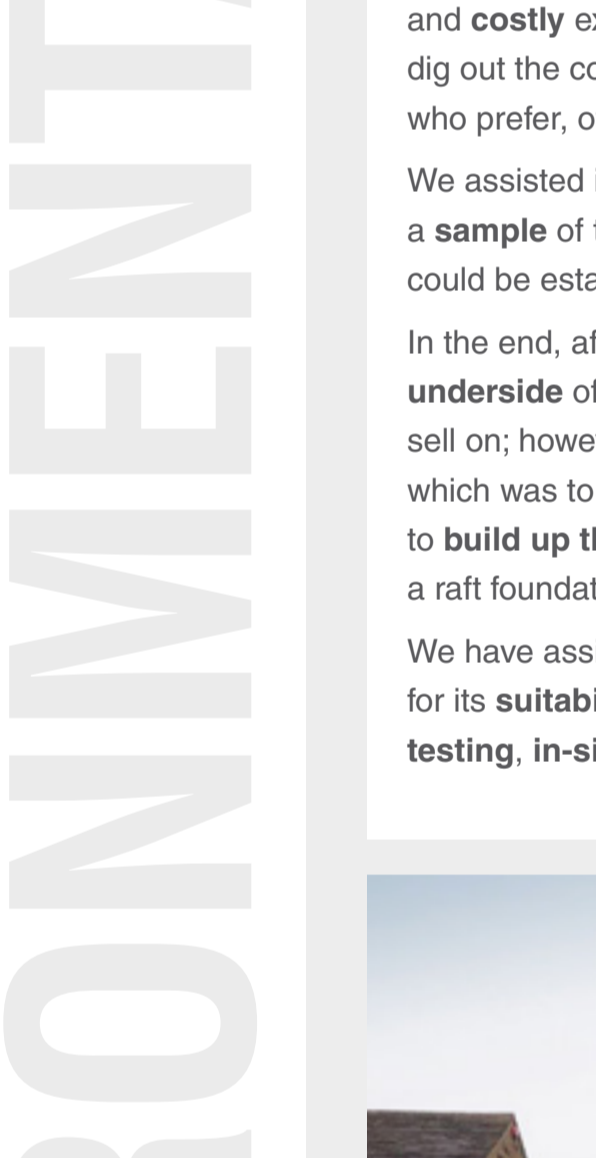 RONMENTA
and costly ex
dig out the co
who prefer, o
We assisted i
a sample of t
could be esta
In the end, af
underside of
sell on; howe
which was to
to build up th
a raft foundat
We have assi
for its suitabi
testing, in-si